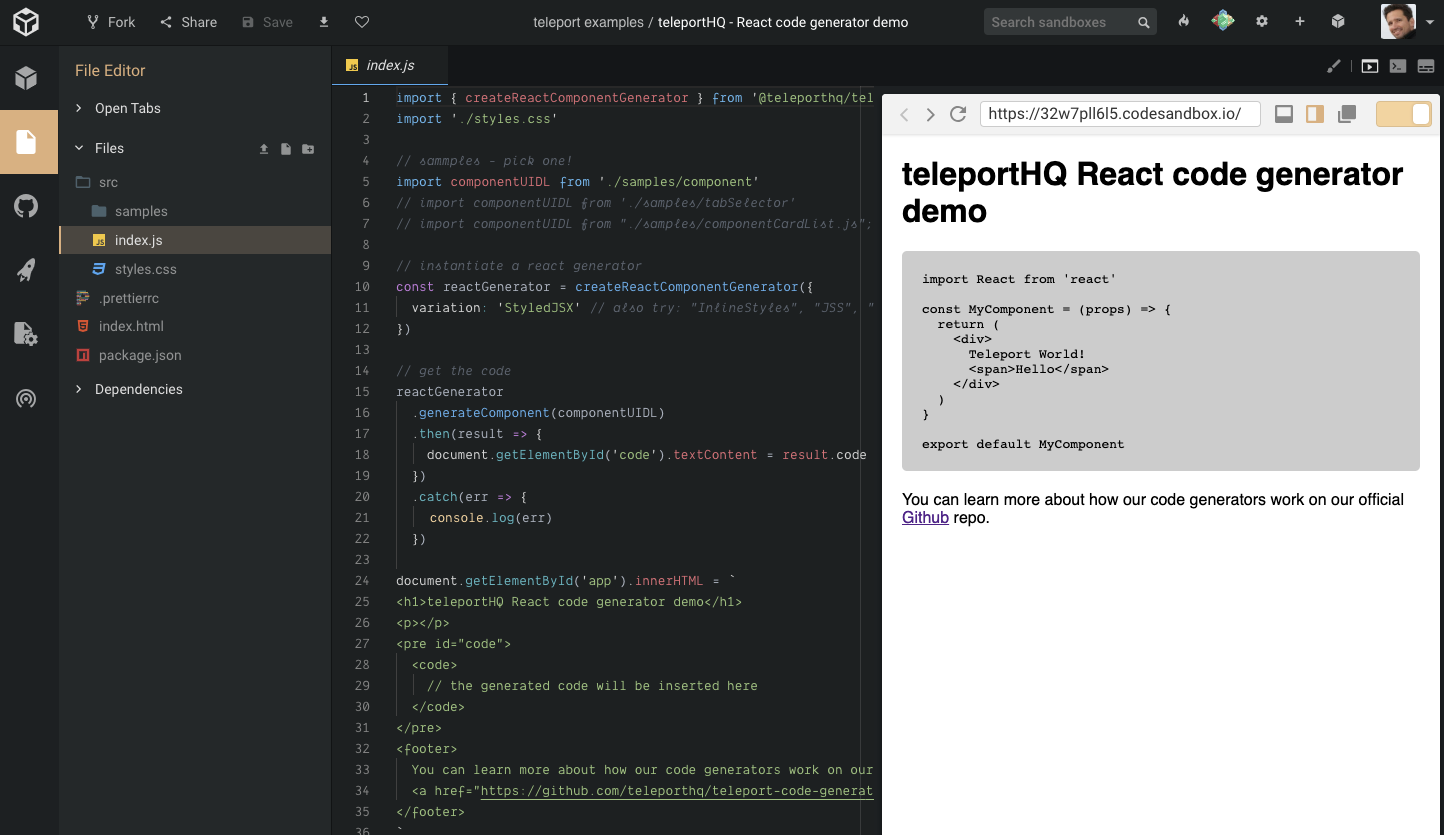 Fork Share Save teleport examples / teleportHQ - React code generator demo Search sandboxes
File Editor
Open Tabs
Files
src
samples
index.js
styles.css
.prettierrc
index.html
package.json
Dependencies
index.js
1 import { createReactComponentGenerator } from '@teleporthq/tel
2 import './styles.css'
3
4 // sammples - pick one!
5 import componentUIDL from './samples/component'
6 // import componentUIDL from './samples/tabSelector'
7 // import componentUIDL from "./samples/componentCardList.js";
8
9 // instantiate a react generator
10 const reactGenerator = createReactComponentGenerator({
11 variation: 'StyledJSX' // also try: "InlineStyles", "JSS", "
12 })
13
14 // get the code
15 reactGenerator
16 .generateComponent(componentUIDL)
17 .then(result => {
18 document.getElementById('code').textContent = result.code
19 })
20 .catch(err => {
21 console.log(err)
22 })
23
24 document.getElementById('app').innerHTML = `
25 <h1>teleportHQ React code generator demo</h1>
26 <p></p>
27 <pre id="code">
28 <code>
29 // the generated code will be inserted here
30 </code>
31 </pre>
32 <footer>
33 You can learn more about how our code generators work on our
34 <a href="https://github.com/teleporthq/teleport-code-generat
35 </footer>
36 `
https://32w7pll6l5.codesandbox.io/
teleportHQ React code generator
demo
import React from 'react'
const MyComponent = (props) => {
return (
<div>
Teleport World!
<span>Hello</span>
</div>
)
}
export default MyComponent
You can learn more about how our code generators work on our official
Github repo.